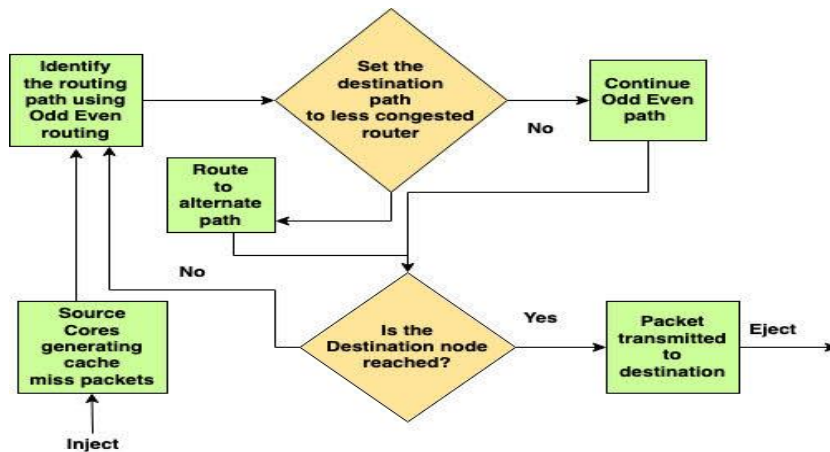 Identify
the routing
path using
Odd Even
routing
Set the
destination
path
to less congested
router
No
Continue
Odd Even
path
Route
to
alternate
path
No
Source
Cores
generating
cache
miss packets
Inject
Is the
Destination node
reached?
Yes
Packet
transmitted
to
destination
Eject